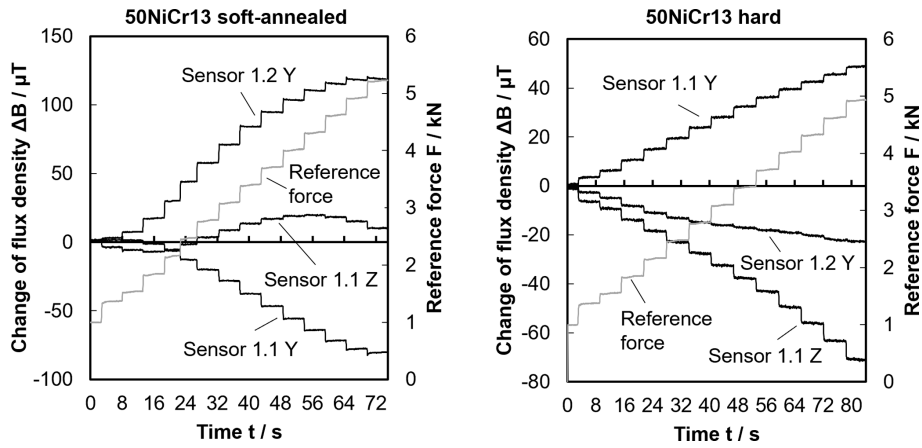 50NiCr13 soft-annealed
Change of flux density ΔB / µT
150
100
50
0
-50
-100
Sensor 1.2 Y
Reference
force
Sensor 1.1 Z
Sensor 1.1 Y
6
5
4
3
2
1
0
Reference force F / kN
0 8 16 24 32 40 48 56 64 72
Time t / s
50NiCr13 hard
Change of flux density ΔB / µT
60
40
20
0
-20
-40
-60
-80
Sensor 1.1 Y
Sensor 1.2 Y
Reference
force
Sensor 1.1 Z
6
5
4
3
2
1
0
Reference force F / kN
0 8 16 24 32 40 48 56 64 72 80
Time t / s